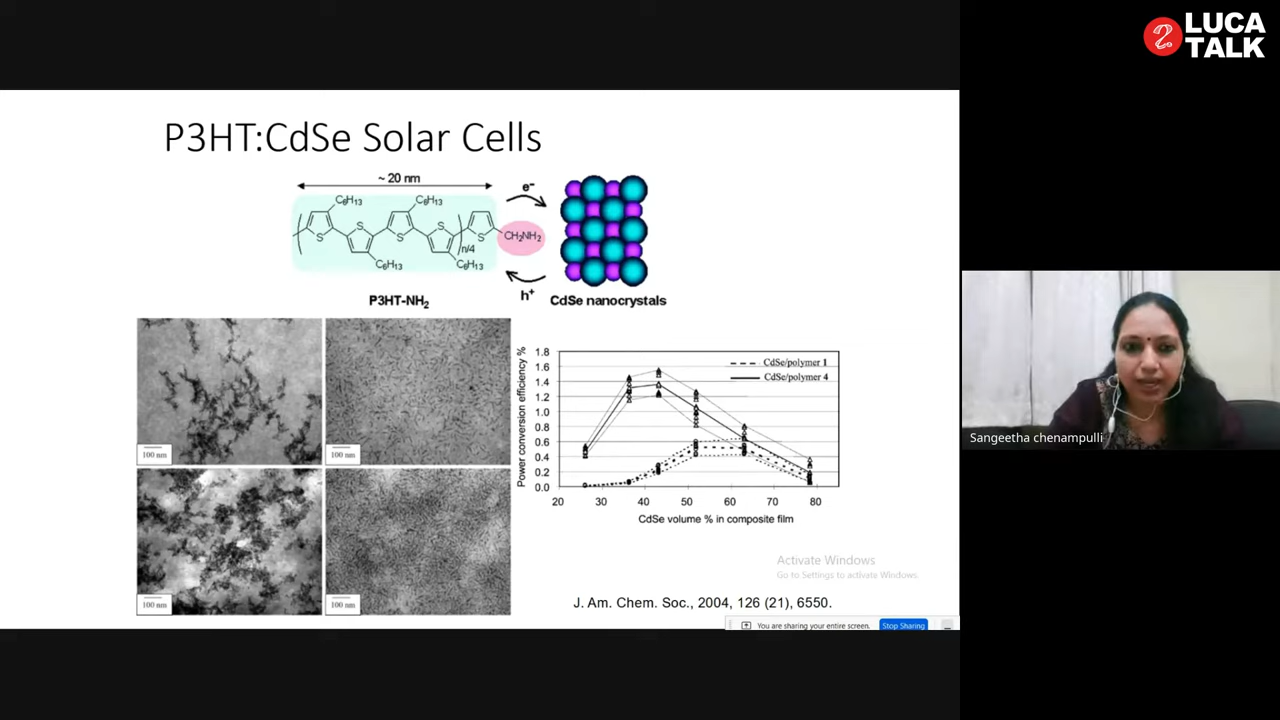 LUCA
TALK
P3HT:CdSe Solar Cells
~ 20 nm
e⁻
C₆H₁₃
C₆H₁₃
S
S
S
S
S
CH₂NH₂
n/4
C₆H₁₃
C₆H₁₃
h⁺
P3HT-NH₂
CdSe nanocrystals
Power conversion efficiency %
1.8
1.6
1.4
1.2
1.0
0.8
0.6
0.4
0.2
0.0
CdSe/polymer 1
CdSe/polymer 4
20
30
40
50
60
70
80
CdSe volume % in composite film
100 nm
100 nm
100 nm
100 nm
Sangeetha chenampulli
Activate Windows
Go to Settings to activate Windows.
J. Am. Chem. Soc., 2004, 126 (21), 6550.
You are sharing your entire screen.
Stop Sharing